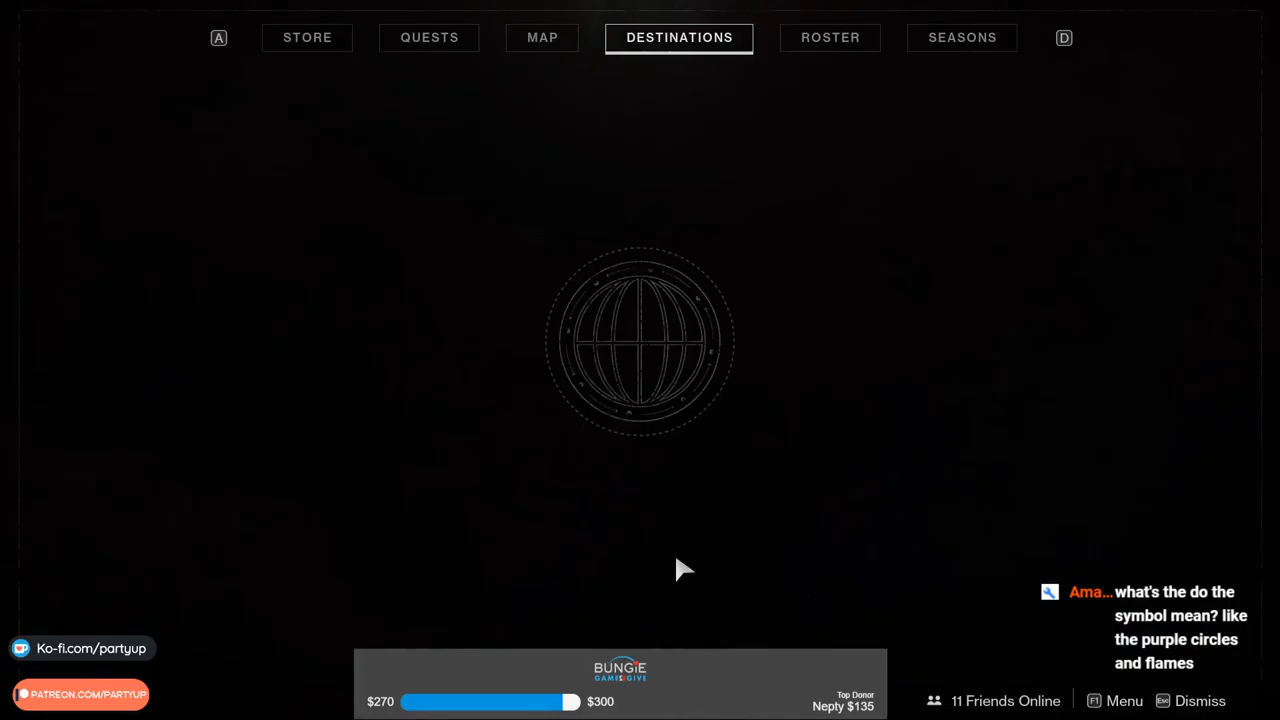 A STORE QUESTS MAP DESTINATIONS ROSTER SEASONS D
Ama... what's the do the
symbol mean? like
the purple circles
and flames
Ko-fi.com/partyup
PATREON.COM/PARTYUP
BUNGIE
GAME2GIVE
$270 $300
Top Donor
Nepty $135
11 Friends Online F1 Menu Esc Dismiss